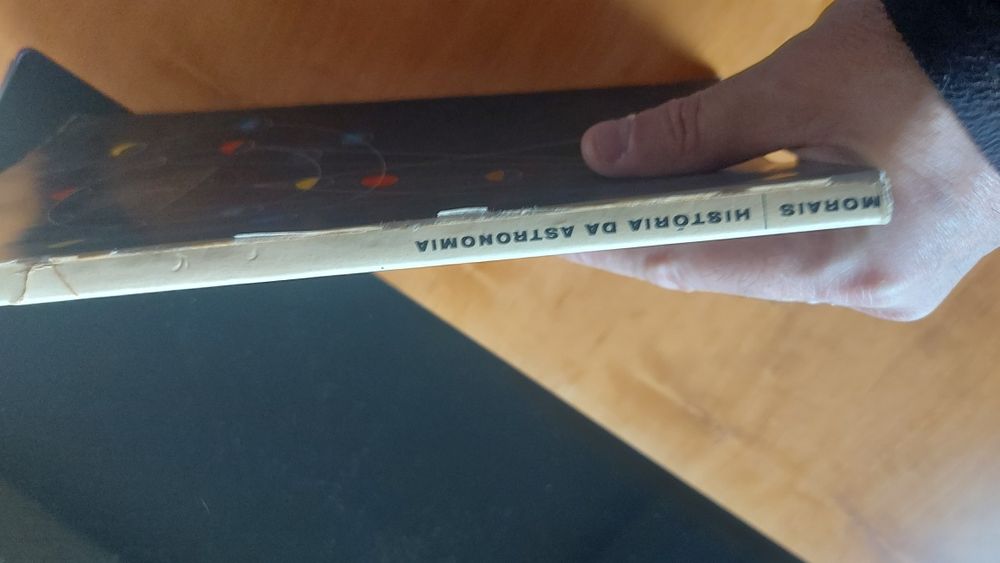 MORAIS | HISTÓRIA DA ASTRONOMIA